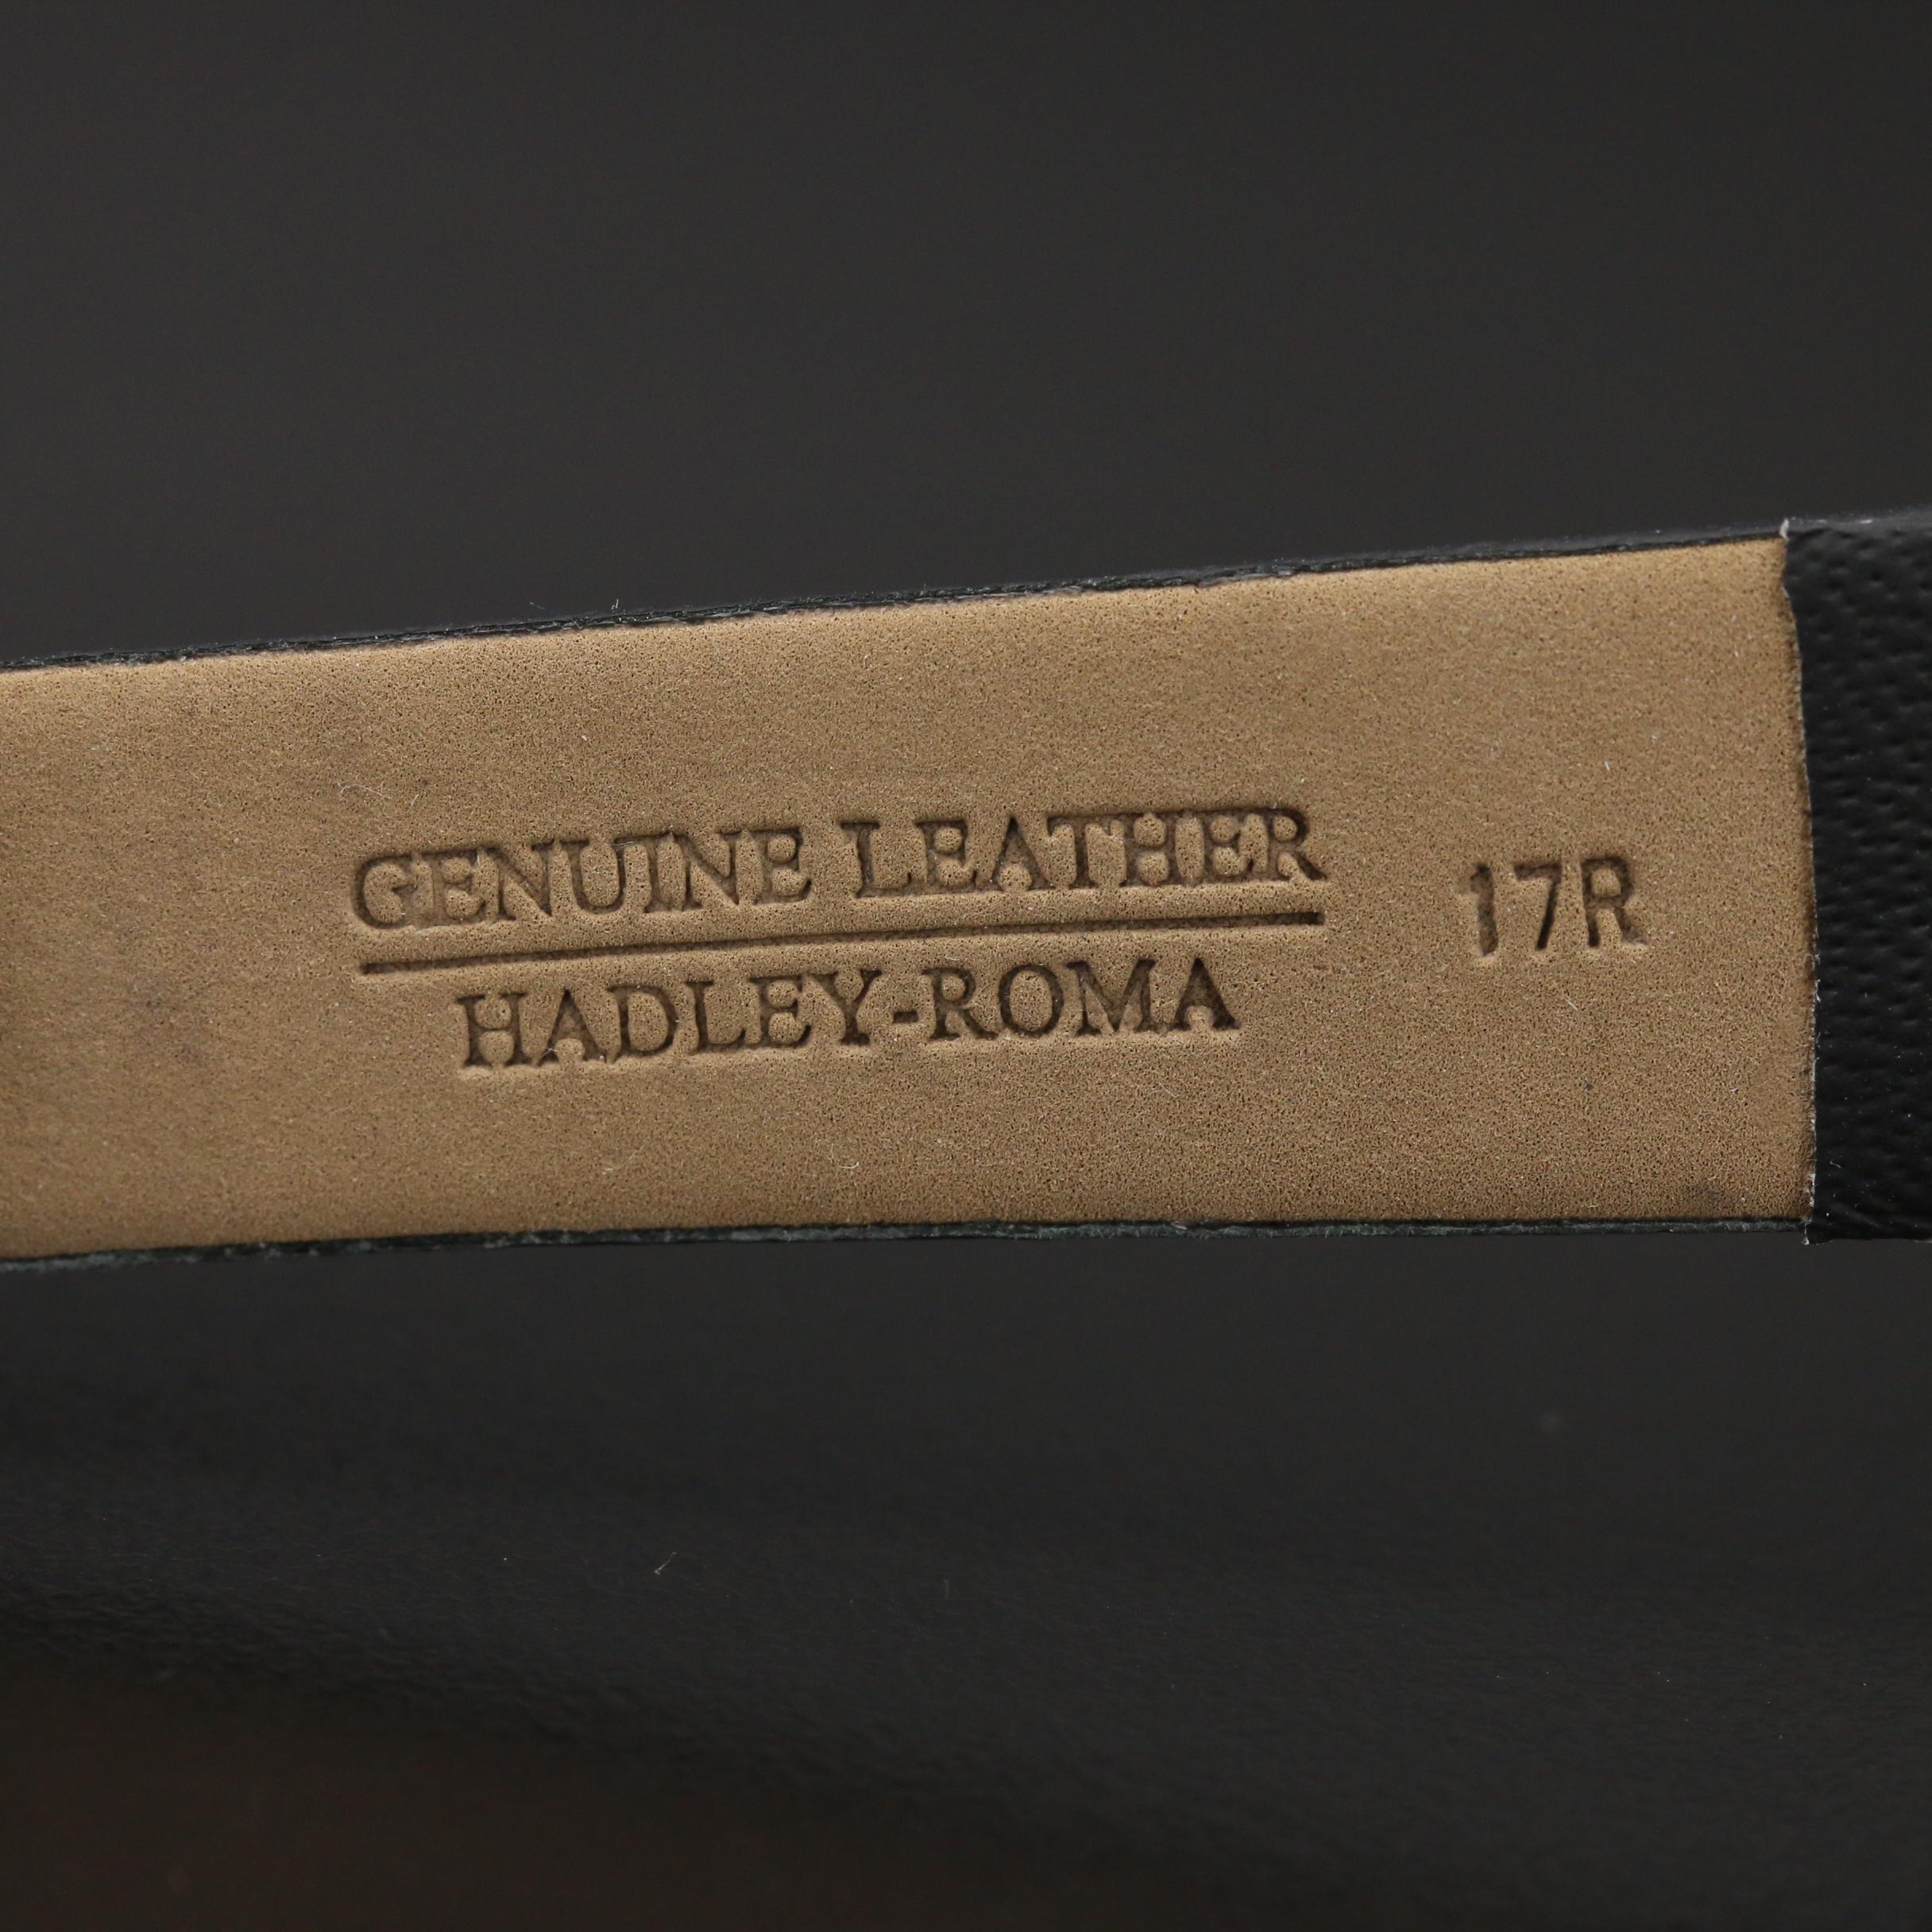 GENUINE LEATHER
HADLEY-ROMA
17R